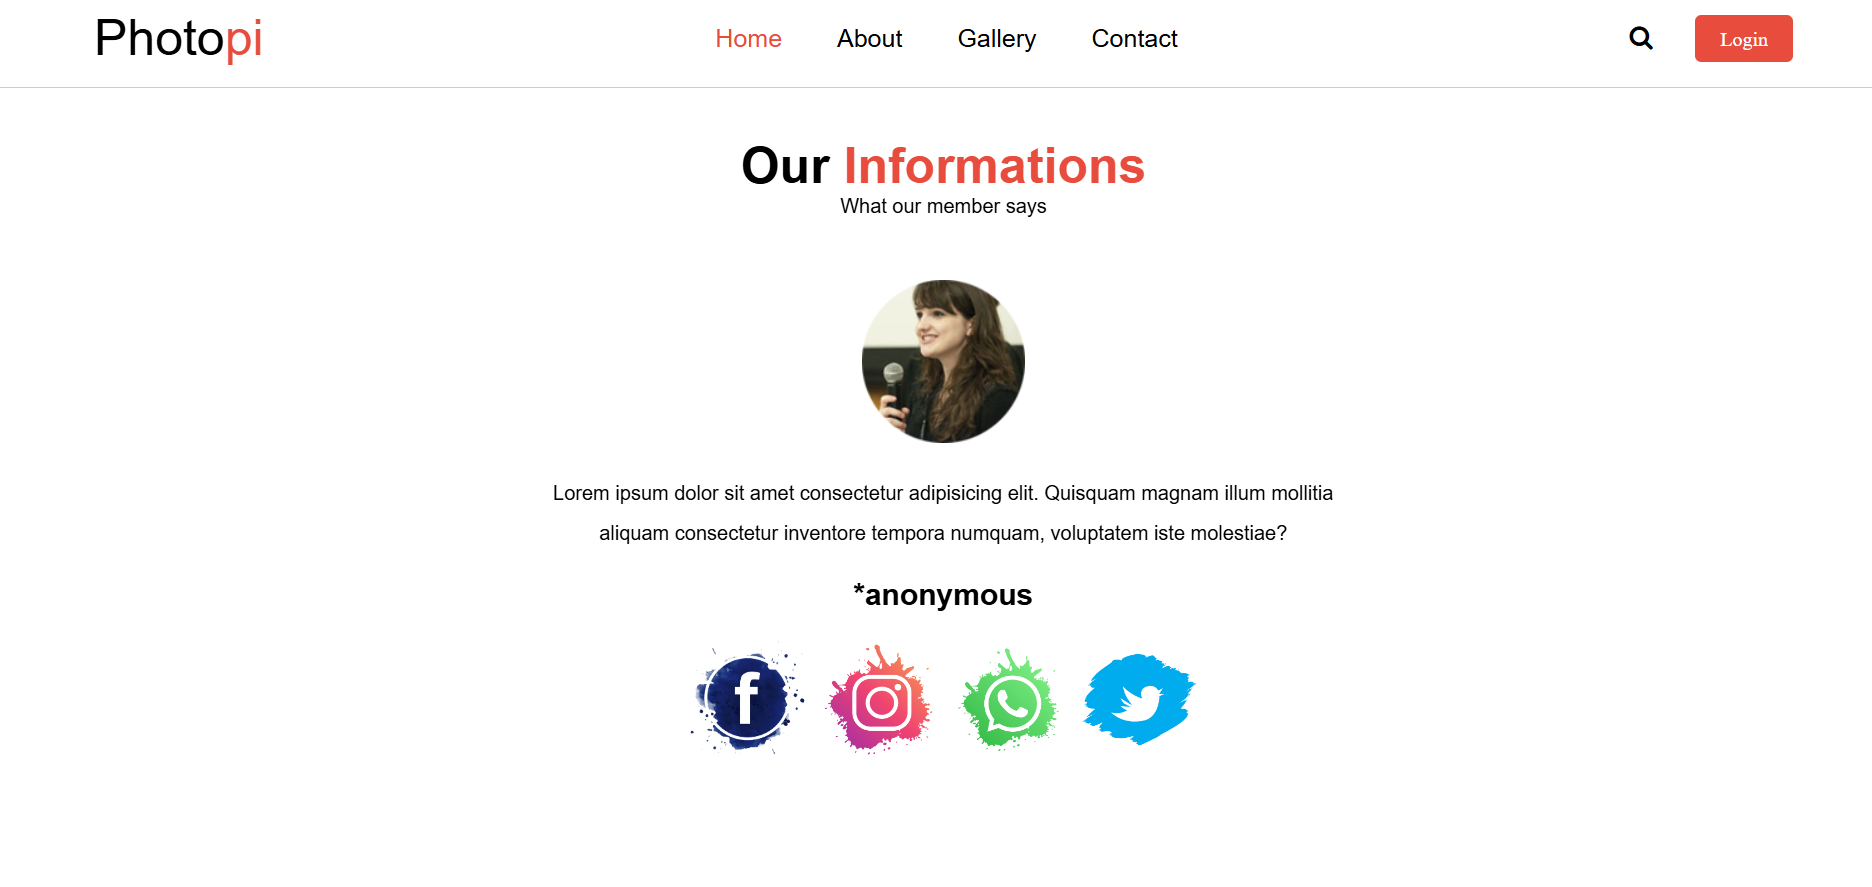 Photopi
Home About Gallery Contact
Login
Our Informations
What our member says
Lorem ipsum dolor sit amet consectetur adipisicing elit. Quisquam magnam illum mollitia
aliquam consectetur inventore tempora numquam, voluptatem iste molestiae?
*anonymous
f